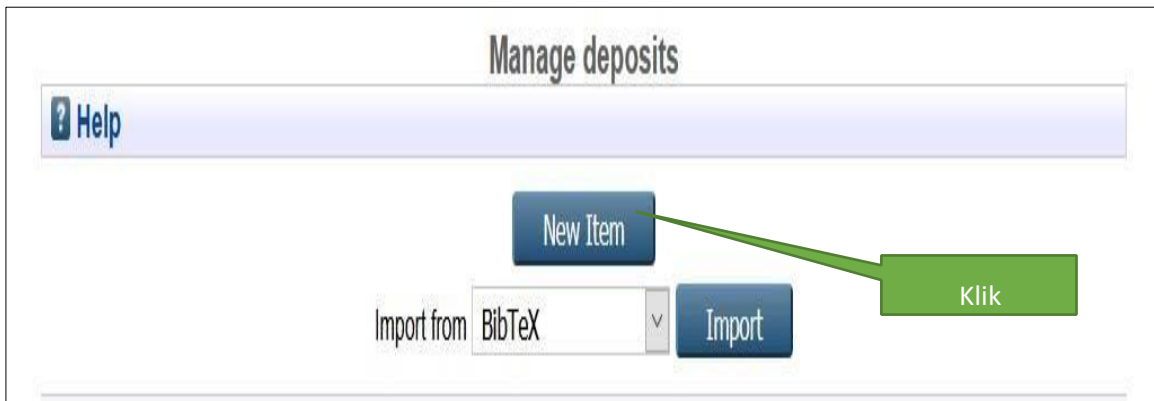 Manage deposits
? Help
New Item
Klik
Import from BibTeX Import